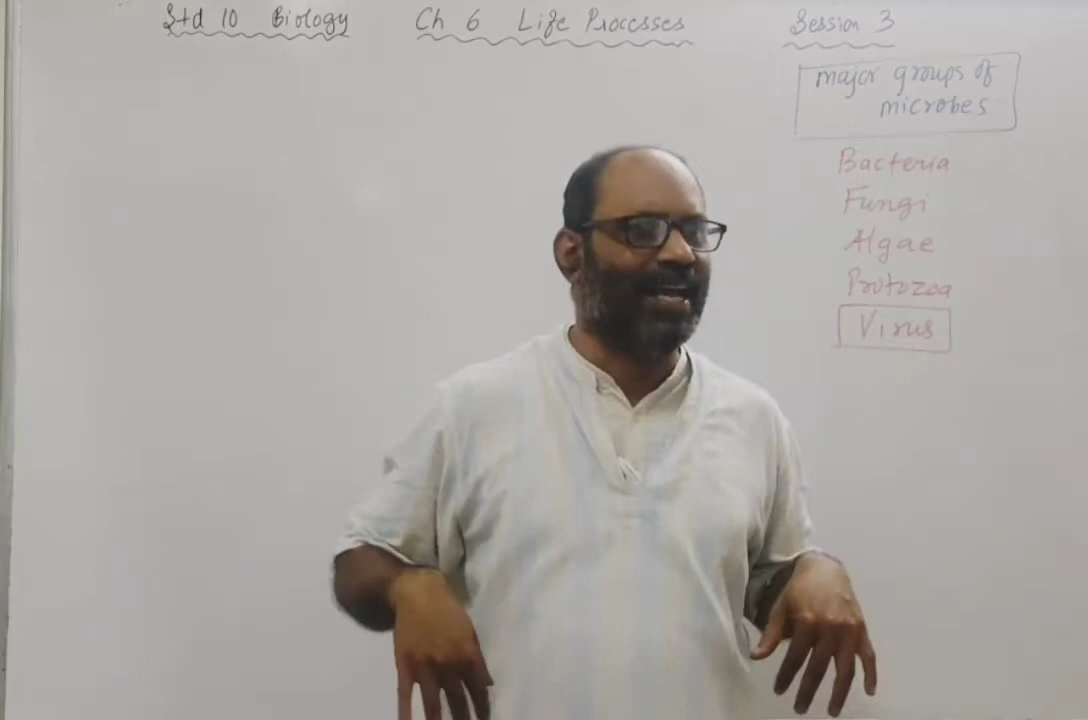 Std 10 Biology Ch 6 Life Processes Session 3
major groups of
microbes
Bacteria
Fungi
Algae
Protozoa
Virus